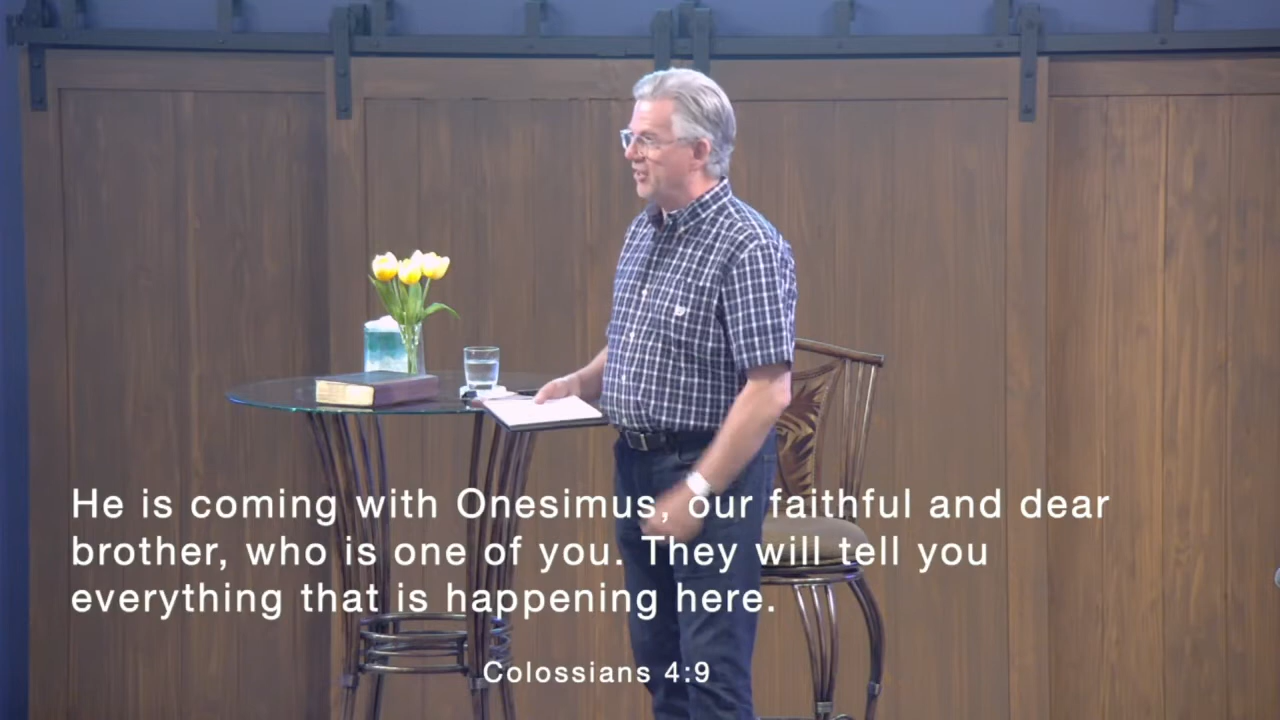 He is coming with Onesimus, our faithful and dear
brother, who is one of you. They will tell you
everything that is happening here.
Colossians 4:9